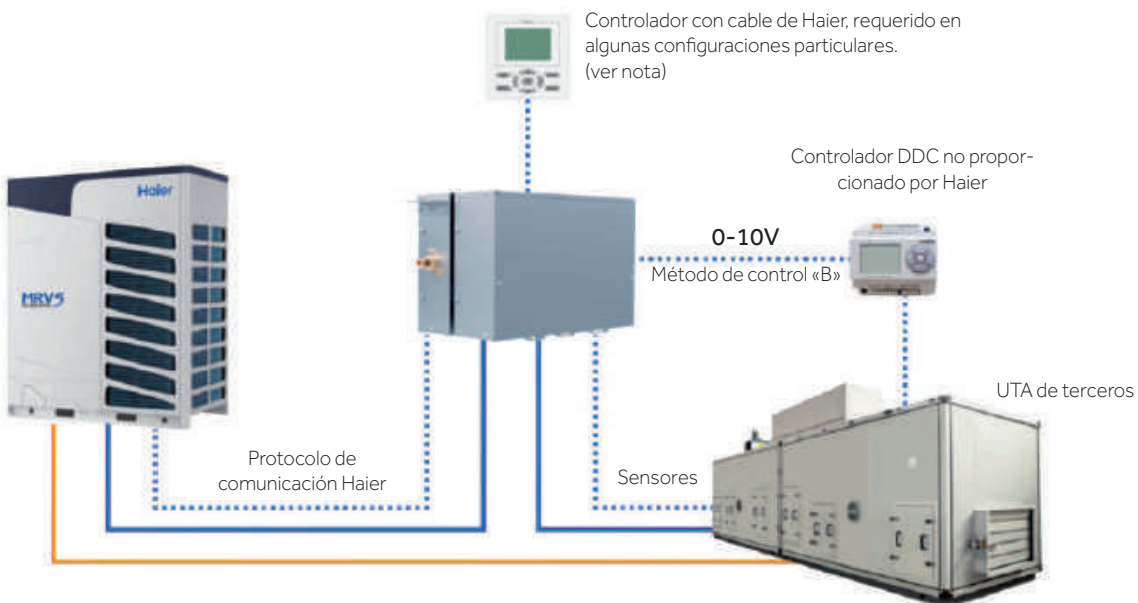 Controlador con cable de Haier, requerido en
algunas configuraciones particulares.
(ver nota)
Controlador DDC no propor-
cionado por Haier
Haier
0-10V
Método de control «B»
MRV5
UTA de terceros
Protocolo de
comunicación Haier
Sensores